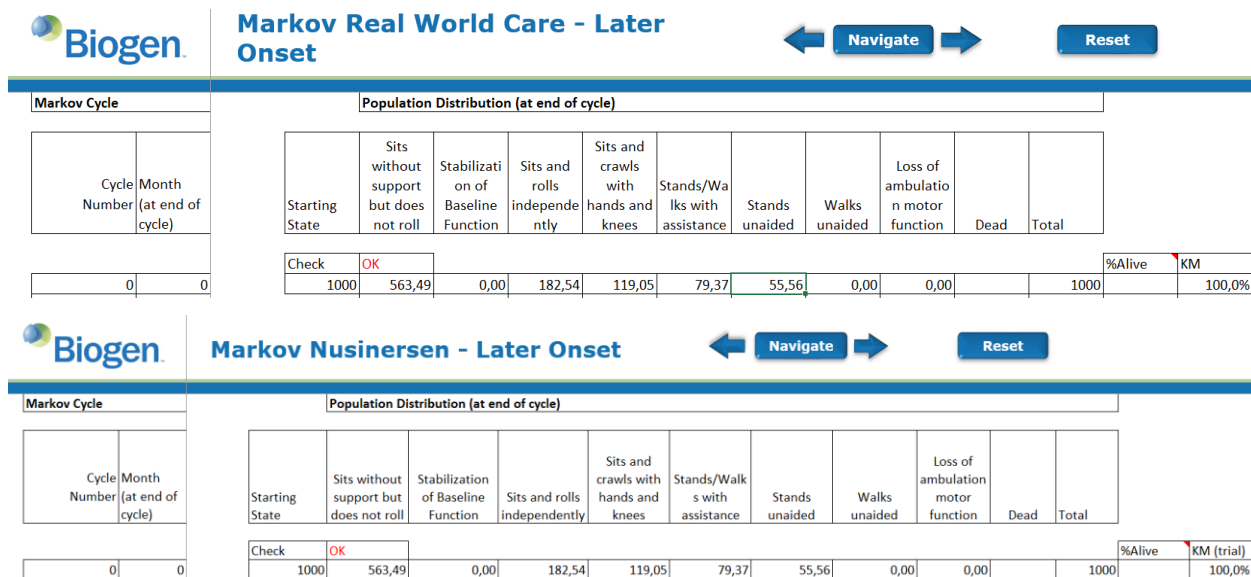 Biogen
Markov Real World Care - Later
Onset
Navigate
Reset
Markov Cycle
Population Distribution (at end of cycle)
Cycle Number
Month (at end of cycle)
Starting State
Sits without support but does not roll
Stabilizati on of Baseline Function
Sits and rolls independe ntly
Sits and crawls with hands and knees
Stands/Wa lks with assistance
Stands unaided
Walks unaided
Loss of ambulatio n motor function
Dead
Total
Check OK
%Alive KM
0 0 1000 563,49 0,00 182,54 119,05 79,37 55,56 0,00 0,00 1000 100,0%
Biogen
Markov Nusinersen - Later Onset
Navigate
Reset
Markov Cycle
Population Distribution (at end of cycle)
Cycle Number
Month (at end of cycle)
Starting State
Sits without support but does not roll
Stabilization of Baseline Function
Sits and rolls independently
Sits and crawls with hands and knees
Stands/Walk s with assistance
Stands unaided
Walks unaided
Loss of ambulation motor function
Dead
Total
Check OK
%Alive KM (trial)
0 0 1000 563,49 0,00 182,54 119,05 79,37 55,56 0,00 0,00 1000 100,0%